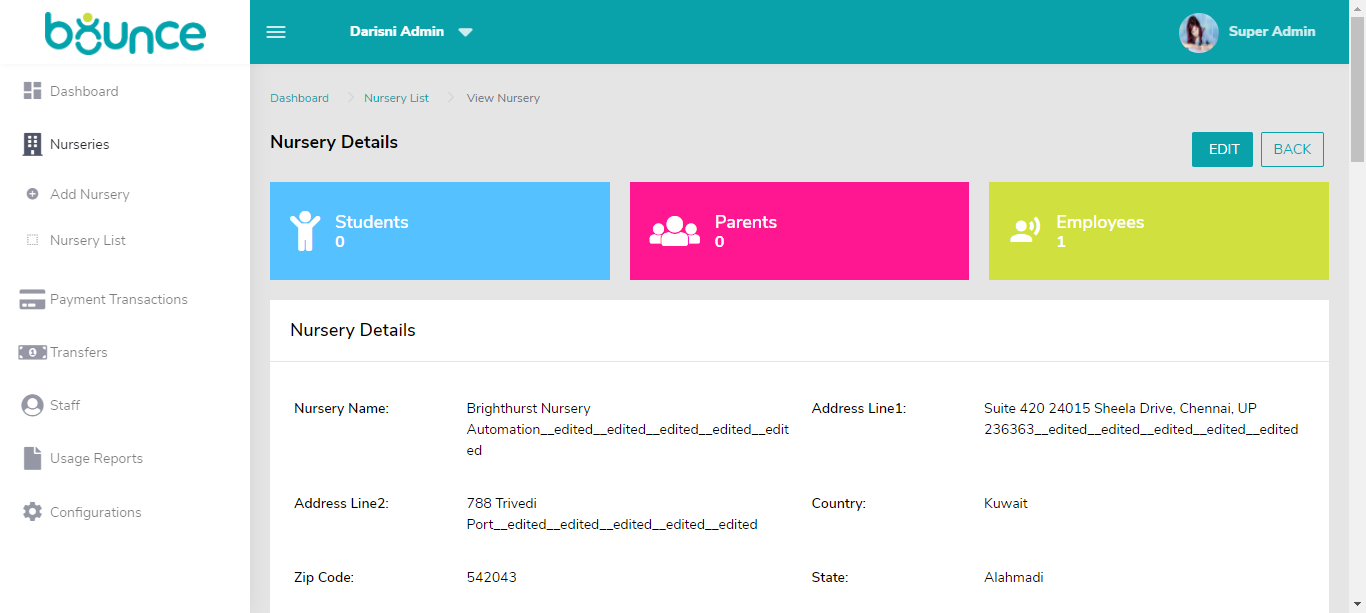 bounce
Darisni Admin
Super Admin
Dashboard
Nurseries
Add Nursery
Nursery List
Payment Transactions
Transfers
Staff
Usage Reports
Configurations
Dashboard Nursery List View Nursery
Nursery Details
EDIT BACK
Students
0
Parents
0
Employees
1
Nursery Details
Nursery Name:
Brighthurst Nursery
Automation__edited__edited__edited__edited__edit
ed
Address Line1:
Suite 420 24015 Sheela Drive, Chennai, UP
236363__edited__edited__edited__edited__edited
Address Line2:
788 Trivedi
Port__edited__edited__edited__edited__edited
Country:
Kuwait
Zip Code:
542043
State:
Alahmadi